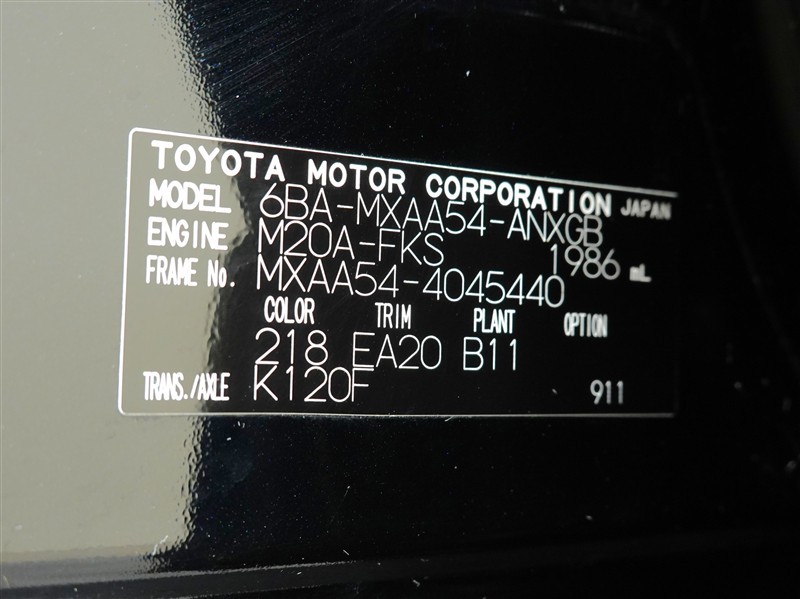 TOYOTA MOTOR CORPORATION JAPAN
MODEL 6BA-MXAA54-ANXGB
ENGINE M20A-FKS 1986 mL
FRAME No. MXAA54-4045440
COLOR TRIM PLANT OPTION
218 EA20 B11
TRANS./AXLE K120F 911